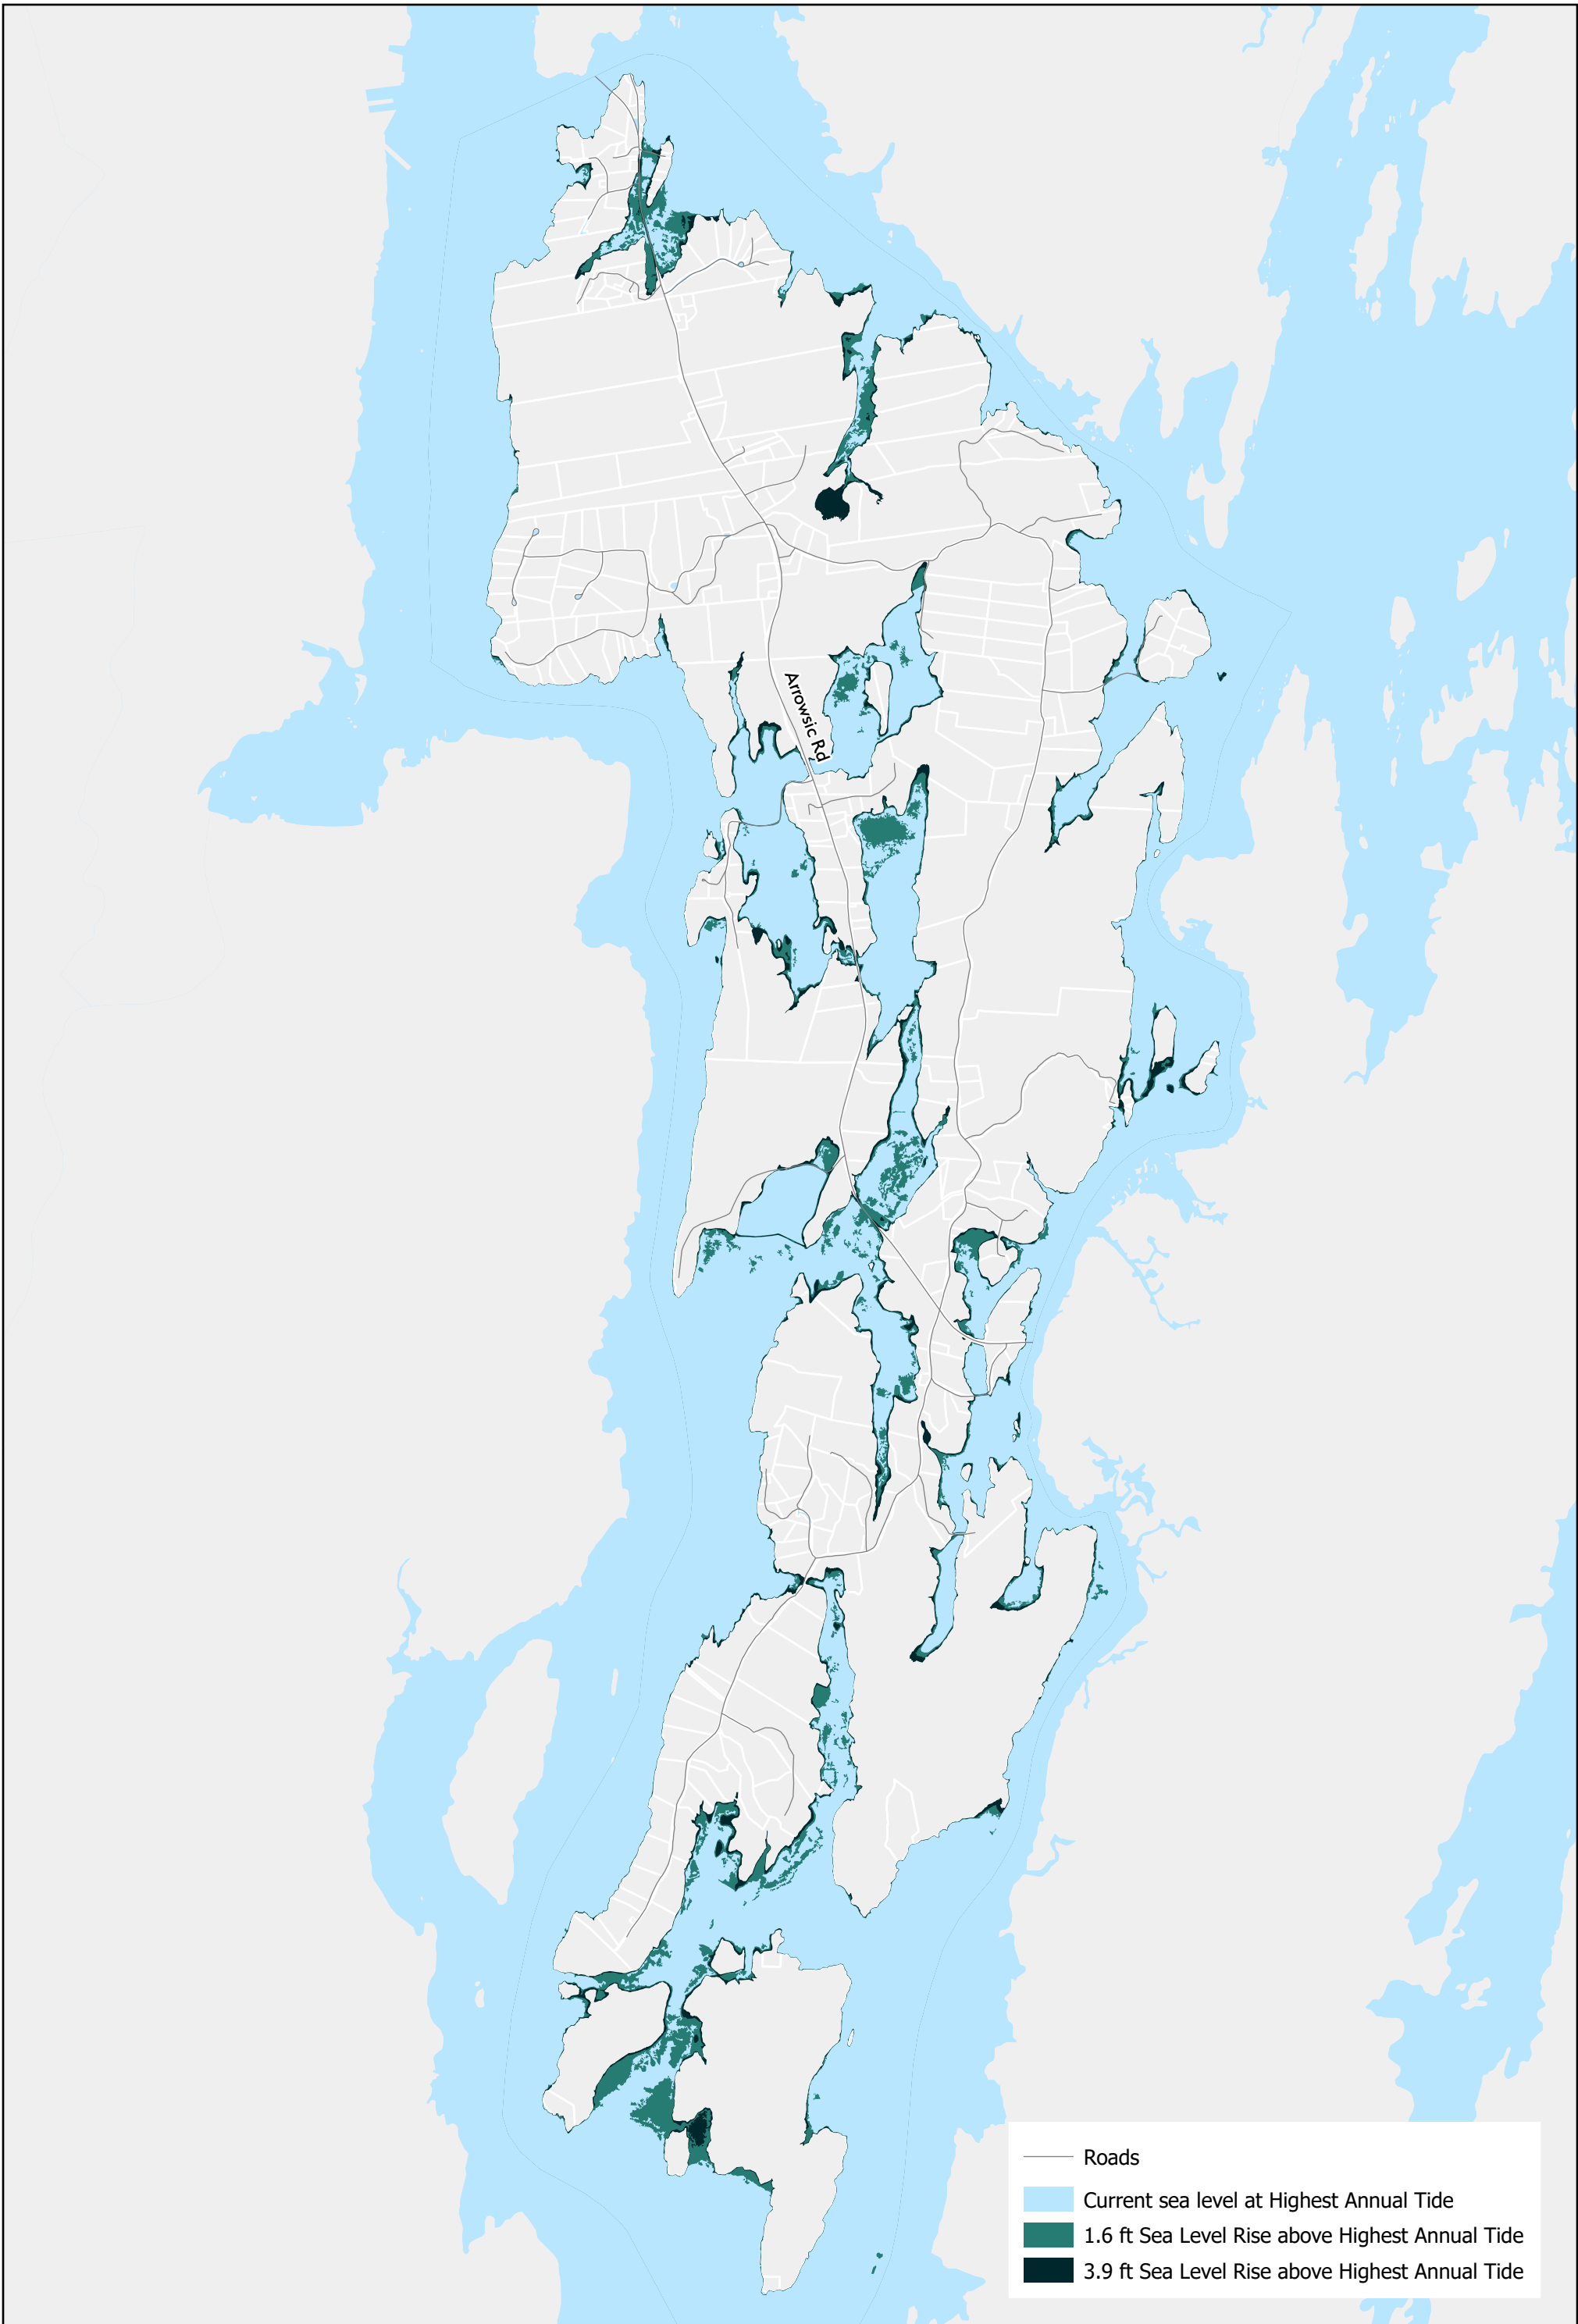 Arrowsic Rd
Roads
Current sea level at Highest Annual Tide
1.6 ft Sea Level Rise above Highest Annual Tide
3.9 ft Sea Level Rise above Highest Annual Tide